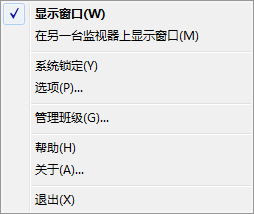 显示窗口(W)
在另一台监视器上显示窗口(M)
系统锁定(Y)
选项(P)...
管理班级(G)...
帮助(H)
关于(A)...
退出(X)